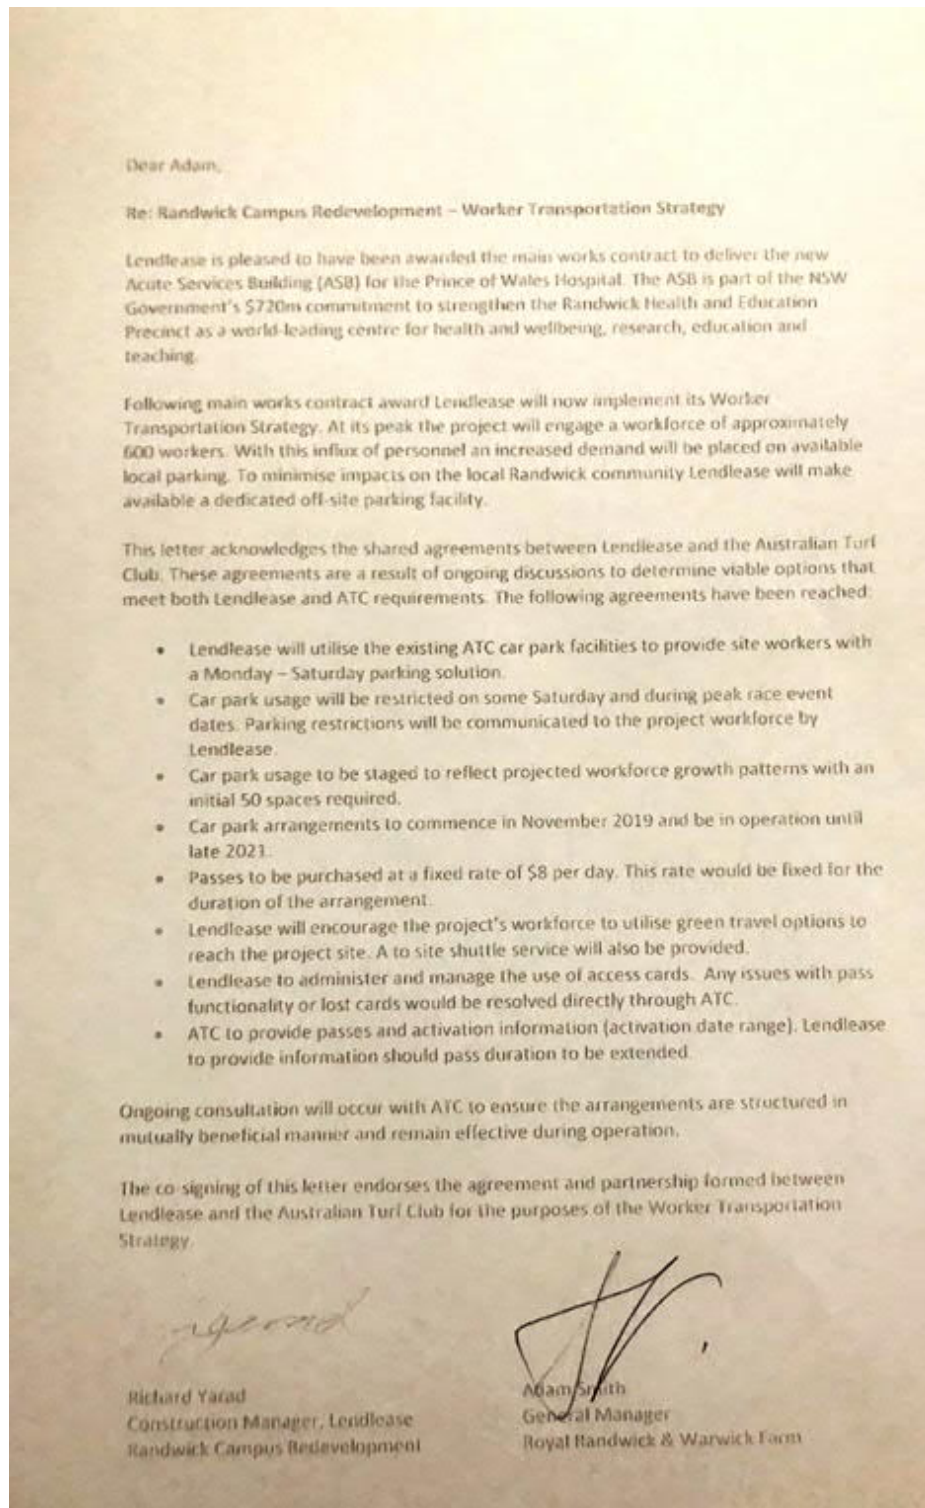 Dear Adam,
Re: Randwick Campus Redevelopment – Worker Transportation Strategy
Lendlease is pleased to have been awarded the main works contract to deliver the new
Acute Services Building (ASB) for the Prince of Wales Hospital. The ASB is part of the NSW
Government's $720m commitment to strengthen the Randwick Health and Education
Precinct as a world-leading centre for health and wellbeing, research, education and
teaching.
Following main works contract award Lendlease will now implement its Worker
Transportation Strategy. At its peak the project will engage a workforce of approximately
600 workers. With this influx of personnel an increased demand will be placed on available
local parking. To minimise impacts on the local Randwick community Lendlease will make
available a dedicated off-site parking facility.
This letter acknowledges the shared agreements between Lendlease and the Australian Turf
Club. These agreements are a result of ongoing discussions to determine viable options that
meet both Lendlease and ATC requirements. The following agreements have been reached:
• Lendlease will utilise the existing ATC car park facilities to provide site workers with
a Monday – Saturday parking solution.
• Car park usage will be restricted on some Saturday and during peak race event
dates. Parking restrictions will be communicated to the project workforce by
Lendlease.
• Car park usage to be staged to reflect projected workforce growth patterns with an
initial 50 spaces required.
• Car park arrangements to commence in November 2019 and be in operation until
late 2021.
• Passes to be purchased at a fixed rate of $8 per day. This rate would be fixed for the
duration of the arrangement.
• Lendlease will encourage the project's workforce to utilise green travel options to
reach the project site. A to site shuttle service will also be provided.
• Lendlease to administer and manage the use of access cards. Any issues with pass
functionality or lost cards would be resolved directly through ATC.
• ATC to provide passes and activation information (activation date range). Lendlease
to provide information should pass duration to be extended.
Ongoing consultation will occur with ATC to ensure the arrangements are structured in
mutually beneficial manner and remain effective during operation.
The co-signing of this letter endorses the agreement and partnership formed between
Lendlease and the Australian Turf Club for the purposes of the Worker Transportation
Strategy.
Richard Yarad
Construction Manager, Lendlease
Randwick Campus Redevelopment
Adam Smith
General Manager
Royal Randwick & Warwick Farm